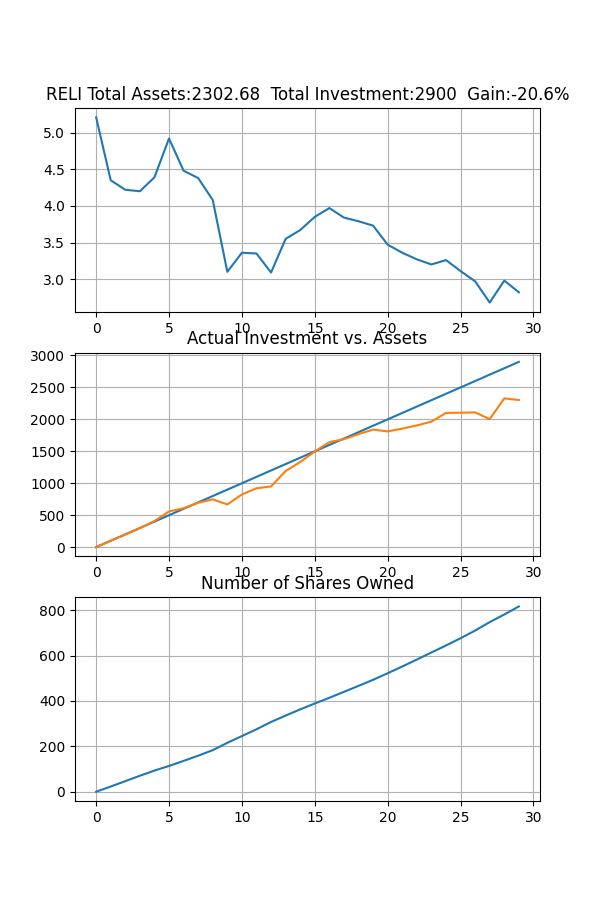 RELI Total Assets:2302.68  Total Investment:2900  Gain:-20.6%
5.0
4.5
4.0
3.5
3.0
0 5 10 15 20 25 30
Actual Investment vs. Assets
3000
2500
2000
1500
1000
500
0
0 5 10 15 20 25 30
Number of Shares Owned
800
600
400
200
0
0 5 10 15 20 25 30